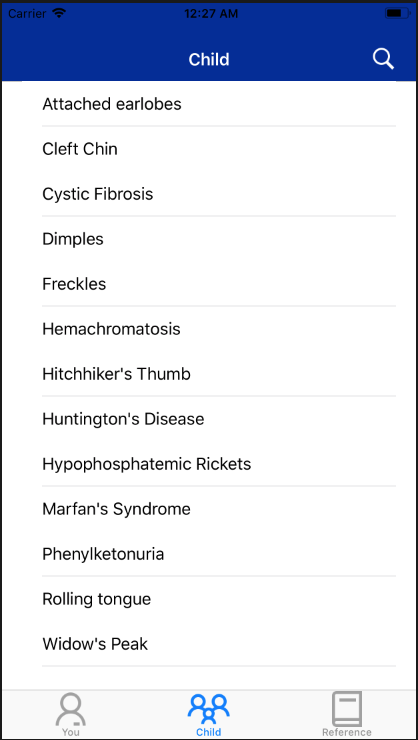 Carrier 12:27 AM
Child
Attached earlobes
Cleft Chin
Cystic Fibrosis
Dimples
Freckles
Hemachromatosis
Hitchhiker's Thumb
Huntington's Disease
Hypophosphatemic Rickets
Marfan's Syndrome
Phenylketonuria
Rolling tongue
Widow's Peak
You Child Reference